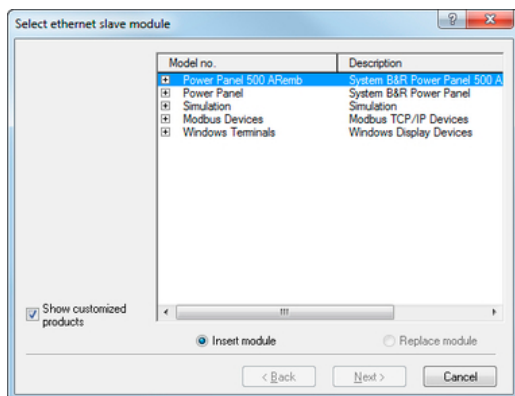 Select ethernet slave module
Model no. Description
Power Panel 500 ARemb System B&R Power Panel 500 A
Power Panel System B&R Power Panel
Simulation Simulation
Modbus Devices Modbus TCP/IP Devices
Windows Terminals Windows Display Devices
Show customized
products
Insert module Replace module
< Back Next > Cancel